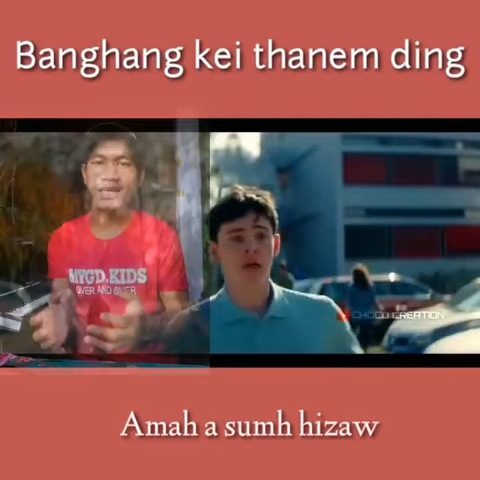 Banghang kei thanem ding
MYGD.KIDS
OVER AND OVER
CHOCO CREATION
Amah a sumh hizaw